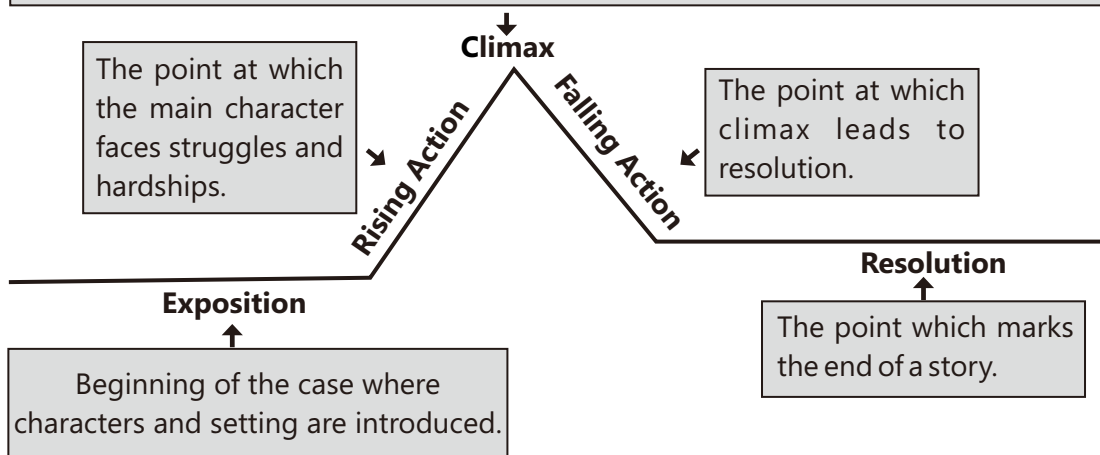 Climax
The point at which
the main character
faces struggles and
hardships.
Rising Action
Falling Action
The point at which
climax leads to
resolution.
Exposition
Resolution
Beginning of the case where
characters and setting are introduced.
The point which marks
the end of a story.